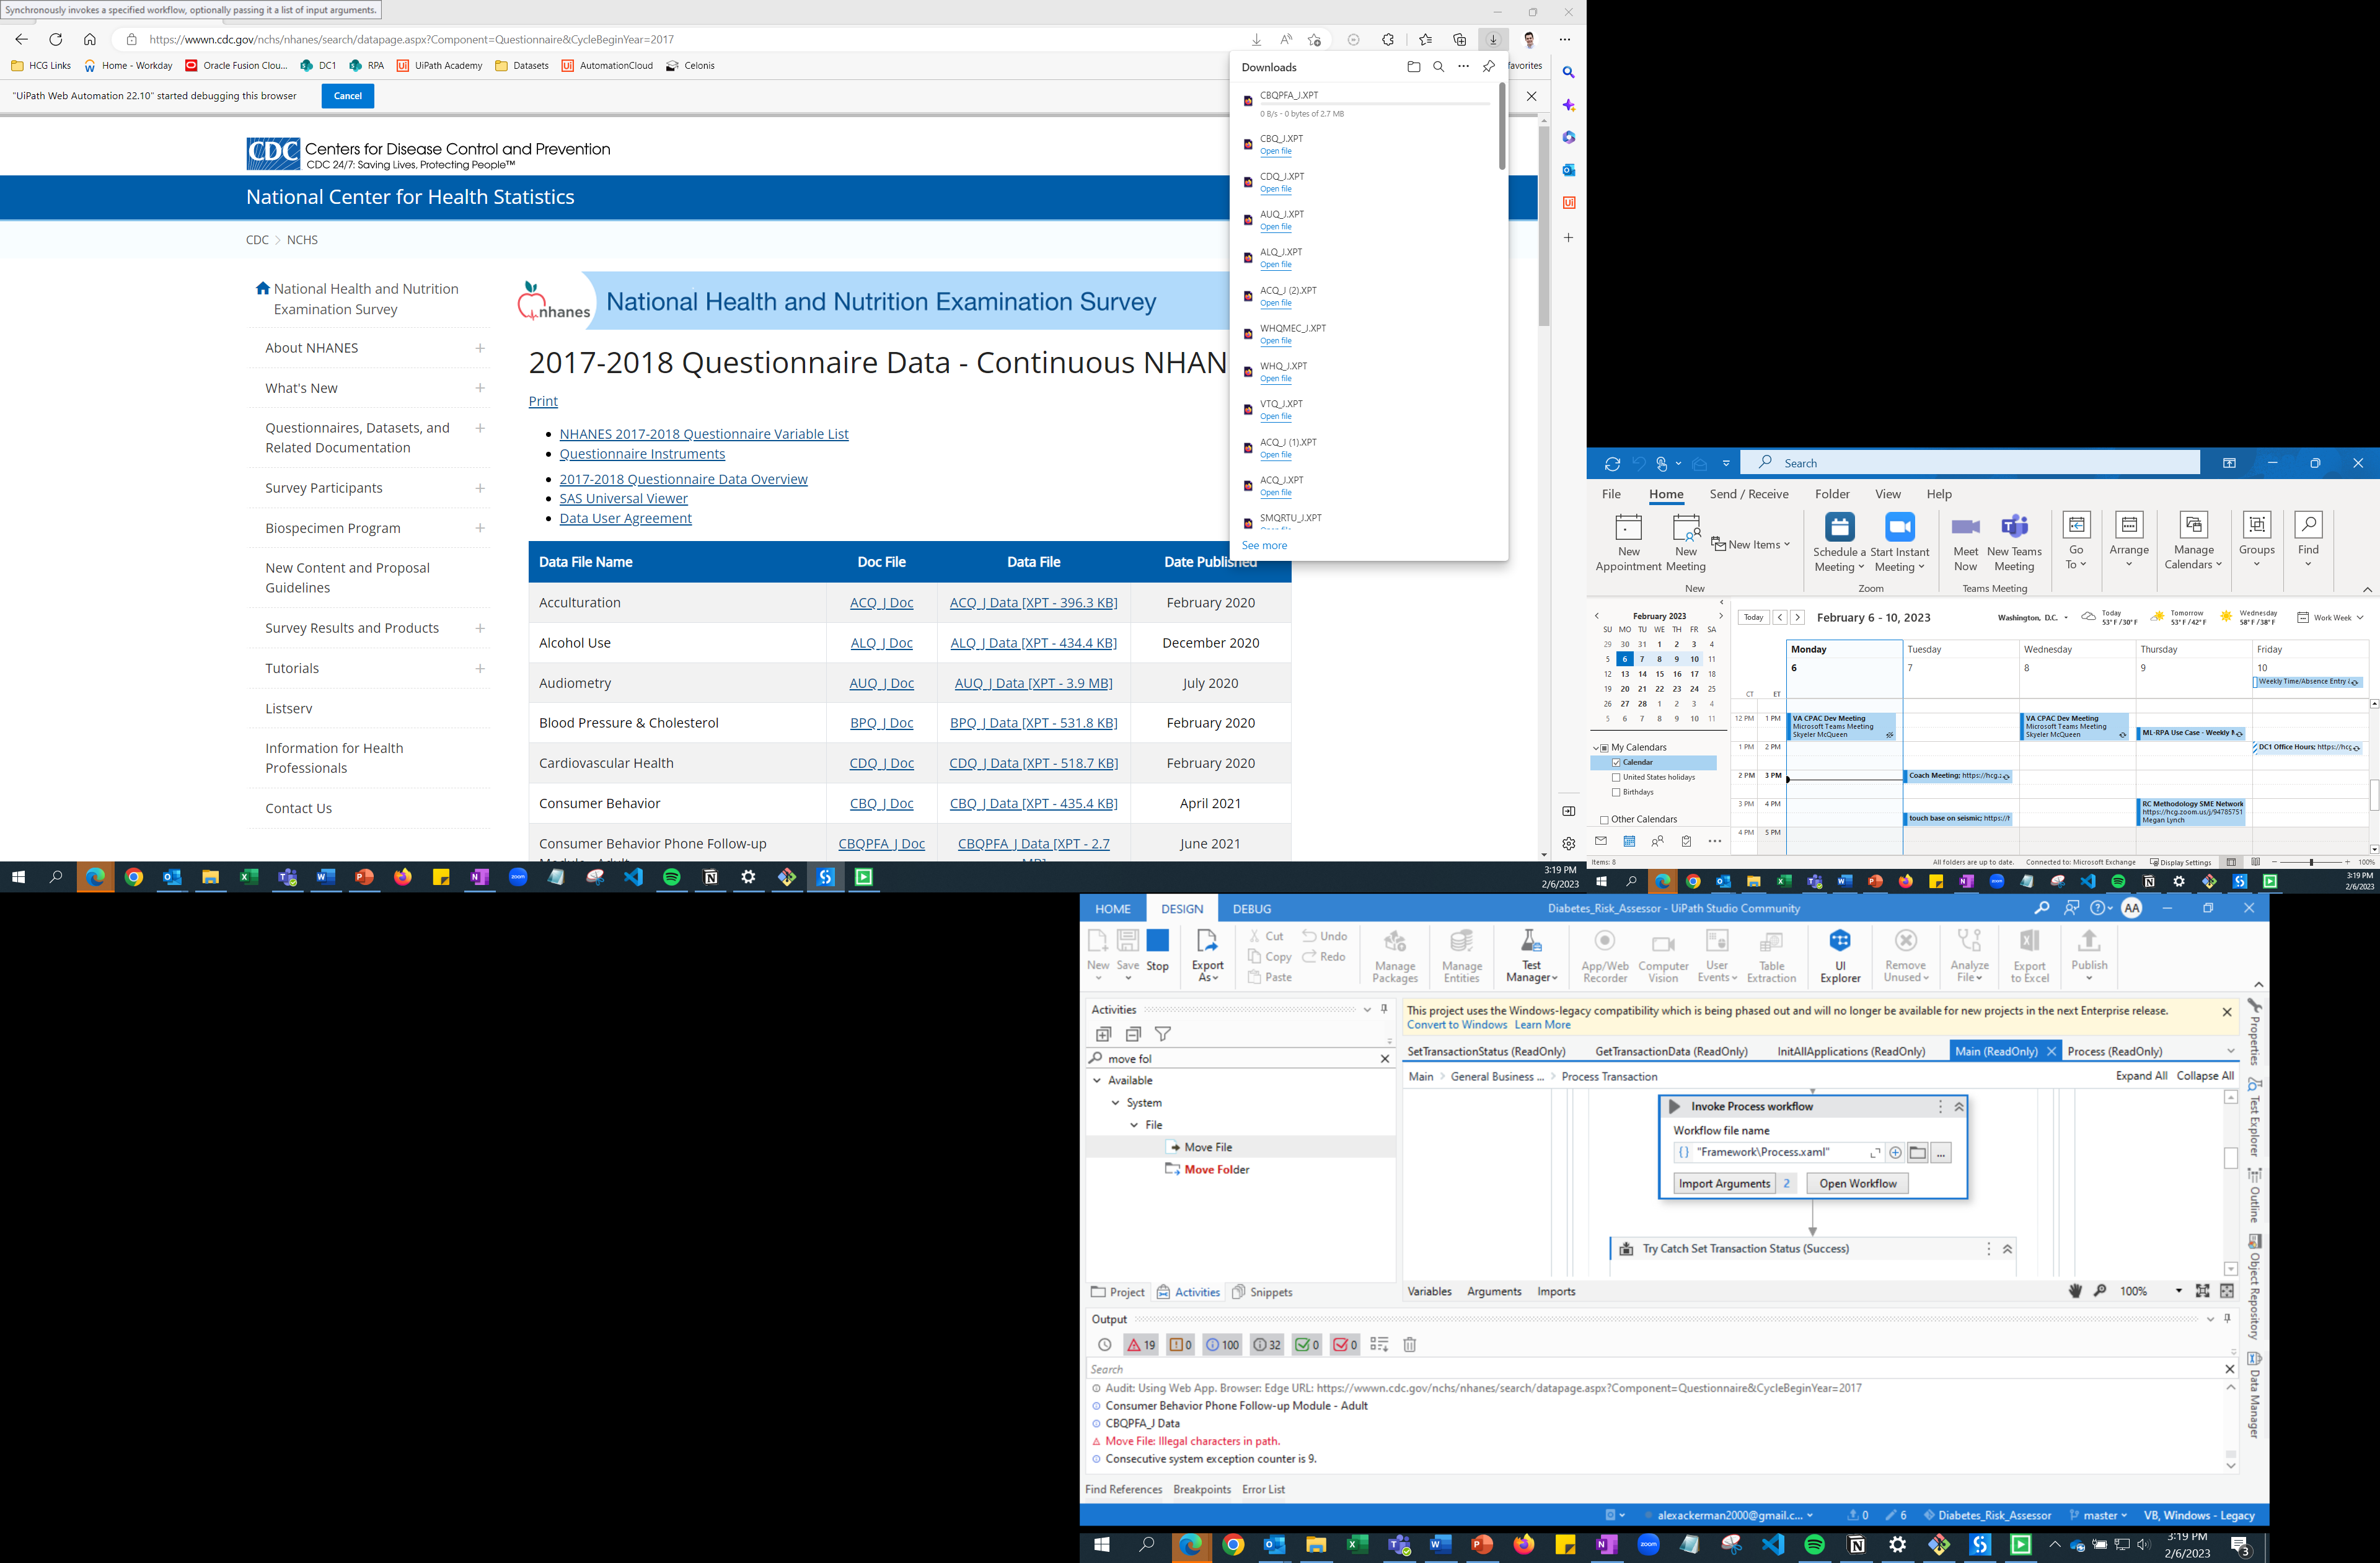 Synchronously invokes a specified workflow, optionally passing it a list of input arguments.
https://wwwn.cdc.gov/nchs/nhanes/search/datapage.aspx?Component=Questionnaire&CycleBeginYear=2017
HCG Links Home - Workday Oracle Fusion Clou... DC1 RPA UiPath Academy Datasets AutomationCloud Celonis
"UiPath Web Automation 22.10" started debugging this browser Cancel
CDC Centers for Disease Control and Prevention
CDC 24/7: Saving Lives, Protecting People™
National Center for Health Statistics
CDC > NCHS
National Health and Nutrition
Examination Survey
About NHANES
What's New
Questionnaires, Datasets, and
Related Documentation
Survey Participants
Biospecimen Program
New Content and Proposal
Guidelines
Survey Results and Products
Tutorials
Listserv
Information for Health
Professionals
Contact Us
nhanes National Health and Nutrition Examination Survey
2017-2018 Questionnaire Data - Continuous NHAN
Print
NHANES 2017-2018 Questionnaire Variable List
Questionnaire Instruments
2017-2018 Questionnaire Data Overview
SAS Universal Viewer
Data User Agreement
Data File Name Doc File Data File Date Published
Acculturation ACQ_J Doc ACQ_J Data [XPT - 396.3 KB] February 2020
Alcohol Use ALQ_J Doc ALQ_J Data [XPT - 434.4 KB] December 2020
Audiometry AUQ_J Doc AUQ_J Data [XPT - 3.9 MB] July 2020
Blood Pressure & Cholesterol BPQ_J Doc BPQ_J Data [XPT - 531.8 KB] February 2020
Cardiovascular Health CDQ_J Doc CDQ_J Data [XPT - 518.7 KB] February 2020
Consumer Behavior CBQ_J Doc CBQ_J Data [XPT - 435.4 KB] April 2021
Consumer Behavior Phone Follow-up CBQPFA_J Doc CBQPFA_J Data [XPT - 2.7 June 2021
Downloads
favorites
CBQPFA_J.XPT
0 B/s - 0 bytes of 2.7 MB
CBQ_J.XPT
Open file
CDQ_J.XPT
Open file
AUQ_J.XPT
Open file
ALQ_J.XPT
Open file
ACQ_J (2).XPT
Open file
WHQMEC_J.XPT
Open file
WHQ_J.XPT
Open file
VTQ_J.XPT
Open file
ACQ_J (1).XPT
Open file
ACQ_J.XPT
Open file
SMQRTU_J.XPT
See more
3:19 PM
2/6/2023
Search
File Home Send / Receive Folder View Help
New Appointment New Meeting New Items Schedule a Meeting Start Instant Meeting Meet Now New Teams Meeting Go To Arrange Manage Calendars Groups Find
New Zoom Teams Meeting
February 2023
SU MO TU WE TH FR SA
29 30 31 1 2 3 4
5 6 7 8 9 10 11
12 13 14 15 16 17 18
19 20 21 22 23 24 25
26 27 28 1 2 3 4
5 6 7 8 9 10 11
My Calendars
Calendar
United States holidays
Birthdays
Other Calendars
Today February 6 - 10, 2023 Washington, D.C. Today 53°F/30°F Tomorrow 53°F/42°F Wednesday 58°F/38°F Work Week
Monday Tuesday Wednesday Thursday Friday
6 7 8 9 10
Weekly Time/Absence Entry
CT ET
12 PM 1 PM
1 PM 2 PM
2 PM 3 PM
3 PM 4 PM
4 PM 5 PM
VA CPAC Dev Meeting
Microsoft Teams Meeting
Skyeler McQueen
VA CPAC Dev Meeting
Microsoft Teams Meeting
Skyeler McQueen
ML-RPA Use Case - Weekly
DC1 Office Hours; https://hcg
Coach Meeting; https://hcg.
RC Methodology SME Network
https://hcg.zoom.us/j/94785751
Megan Lynch
touch base on seismic; https://
Items: 8 All folders are up to date. Connected to: Microsoft Exchange Display Settings 100%
3:19 PM
2/6/2023
HOME DESIGN DEBUG Diabetes_Risk_Assessor - UiPath Studio Community AA
New Save Stop Export As Cut Copy Paste Undo Redo Manage Packages Manage Entities Test Manager App/Web Recorder Computer Vision User Events Table Extraction UI Explorer Remove Unused Analyze File Export to Excel Publish
Activities
move fol
Available
System
File
Move File
Move Folder
Project Activities Snippets
This project uses the Windows-legacy compatibility which is being phased out and will no longer be available for new projects in the next Enterprise release.
Convert to Windows Learn More
SetTransactionStatus (ReadOnly) GetTransactionData (ReadOnly) InitAllApplications (ReadOnly) Main (ReadOnly) Process (ReadOnly)
Main > General Business ... > Process Transaction Expand All Collapse All
Invoke Process workflow
Workflow file name
"Framework\Process.xaml" ...
Import Arguments 2 Open Workflow
Try Catch Set Transaction Status (Success)
Variables Arguments Imports 100%
Properties
Test Explorer
Outline
Object Repository
Data Manager
Output
19 0 100 32 0 0
Search
Audit: Using Web App. Browser: Edge URL: https://wwwn.cdc.gov/nchs/nhanes/search/datapage.aspx?Component=Questionnaire&CycleBeginYear=2017
Consumer Behavior Phone Follow-up Module - Adult
CBQPFA_J Data
Move File: Illegal characters in path.
Consecutive system exception counter is 9.
Find References Breakpoints Error List
alexackerman2000@gmail.c... 0 6 Diabetes_Risk_Assessor master VB, Windows - Legacy
3:19 PM
2/6/2023
3